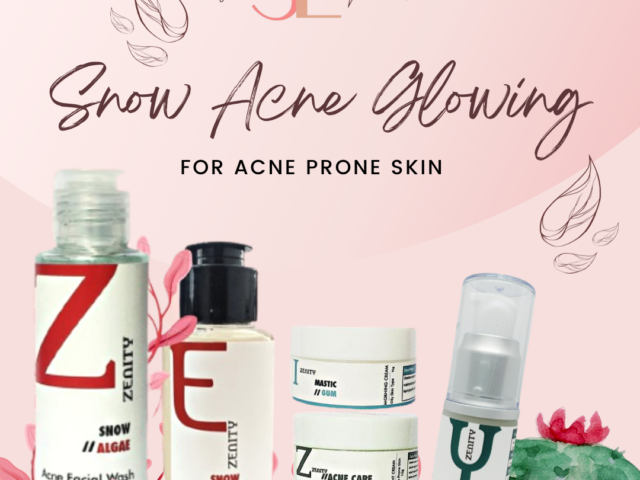 Snow Acne Glowing
FOR ACNE PRONE SKIN
Z
ZENITY
SNOW
// ALGAE
Acne Facial Wash
E
ZENITY
SNOW
I
ZENITY
MASTIC
// GUM
Z
ZENITY
//ACNE CARE
Y
ZENITY